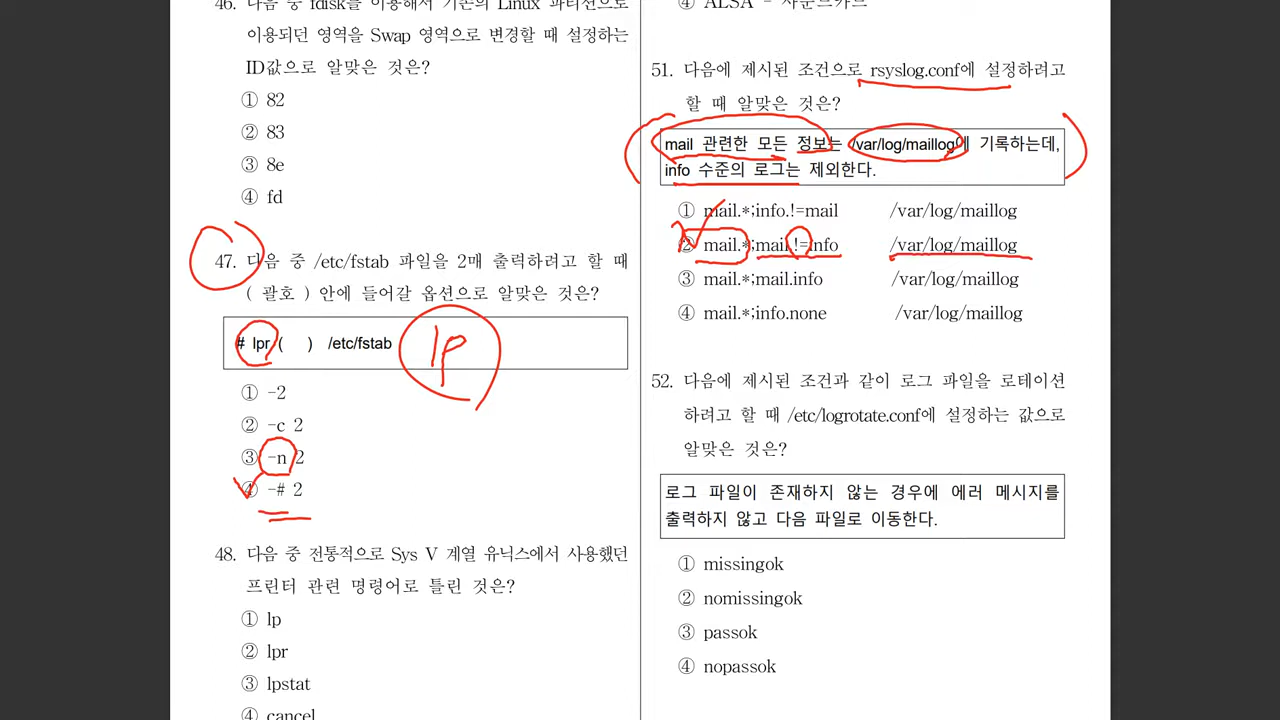 46. 다음 중 fdisk를 이용해서 기존의 Linux 파티션으로
이용되던 영역을 Swap 영역으로 변경할 때 설정하는
ID값으로 알맞은 것은?
① 82
② 83
③ 8e
④ fd
47. 다음 중 /etc/fstab 파일을 2매 출력하려고 할 때
( 괄호 ) 안에 들어갈 옵션으로 알맞은 것은?
# lpr ( ) /etc/fstab
lp
① -2
② -c 2
③ -n 2
④ -# 2
48. 다음 중 전통적으로 Sys V 계열 유닉스에서 사용했던
프린터 관련 명령어로 틀린 것은?
① lp
② lpr
③ lpstat
④ cancel
④ ALSA - 사운드카드
51. 다음에 제시된 조건으로 rsyslog.conf에 설정하려고
할 때 알맞은 것은?
mail 관련한 모든 정보는 /var/log/maillog에 기록하는데,
info 수준의 로그는 제외한다.
① mail.*;info.!=mail /var/log/maillog
② mail.*;mail.!=info /var/log/maillog
③ mail.*;mail.info /var/log/maillog
④ mail.*;info.none /var/log/maillog
52. 다음에 제시된 조건과 같이 로그 파일을 로테이션
하려고 할 때 /etc/logrotate.conf에 설정하는 값으로
알맞은 것은?
로그 파일이 존재하지 않는 경우에 에러 메시지를
출력하지 않고 다음 파일로 이동한다.
① missingok
② nomissingok
③ passok
④ nopassok